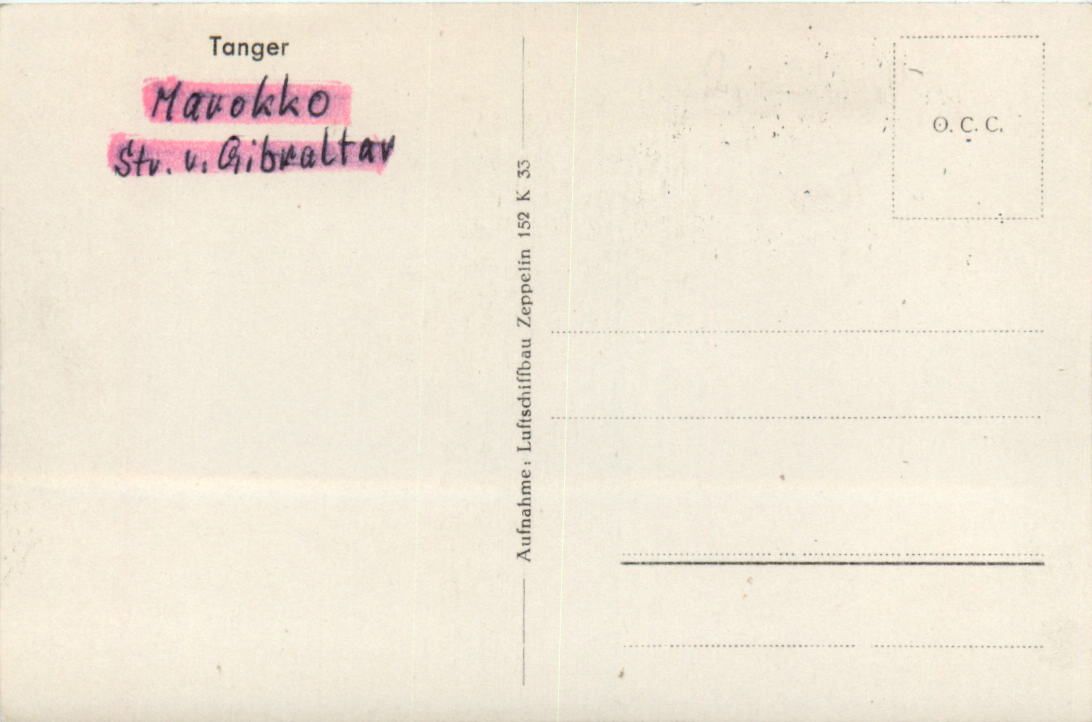 Tanger
Marokko
Str. v. Gibraltar
Aufnahme: Luftschiffbau Zeppelin 152 K 33
O. C. C.